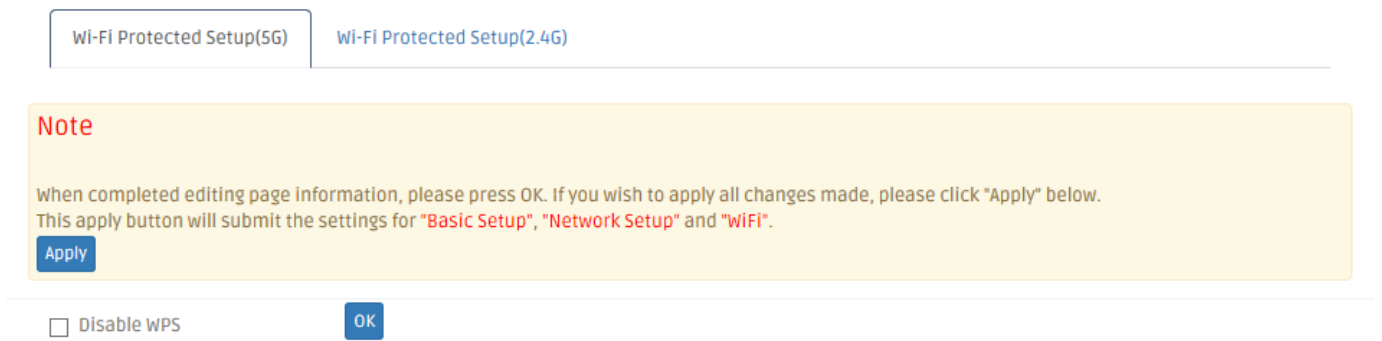 Wi-Fi Protected Setup(5G) Wi-Fi Protected Setup(2.4G)
Note
When completed editing page information, please press OK. If you wish to apply all changes made, please click "Apply" below.
This apply button will submit the settings for "Basic Setup", "Network Setup" and "WiFi".
Apply
Disable WPS OK